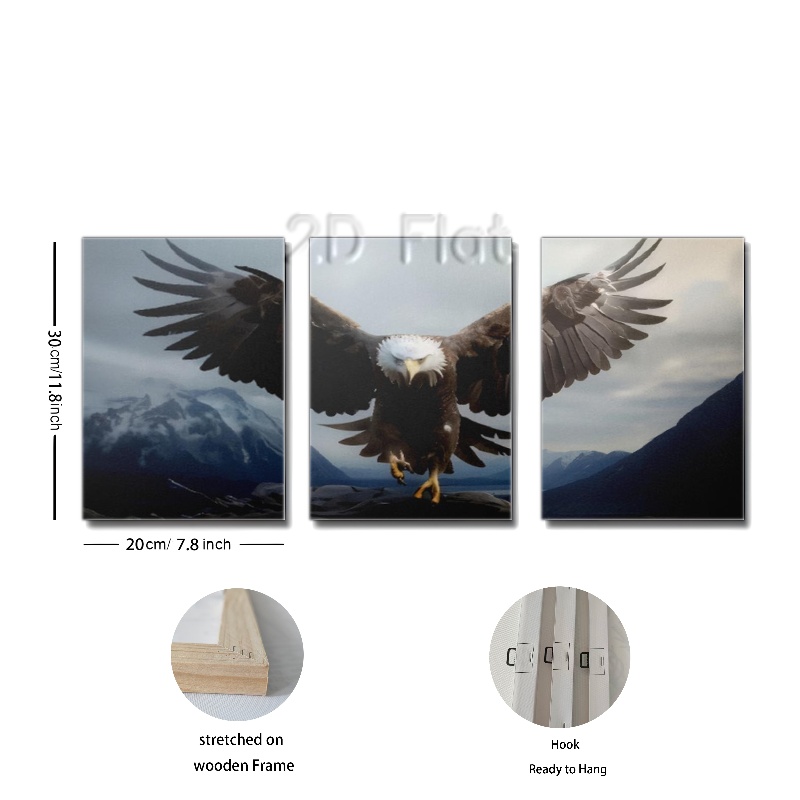 2D Flat
30cm/11.8inch
20cm/ 7.8 inch
stretched on
wooden Frame
Hook
Ready to Hang